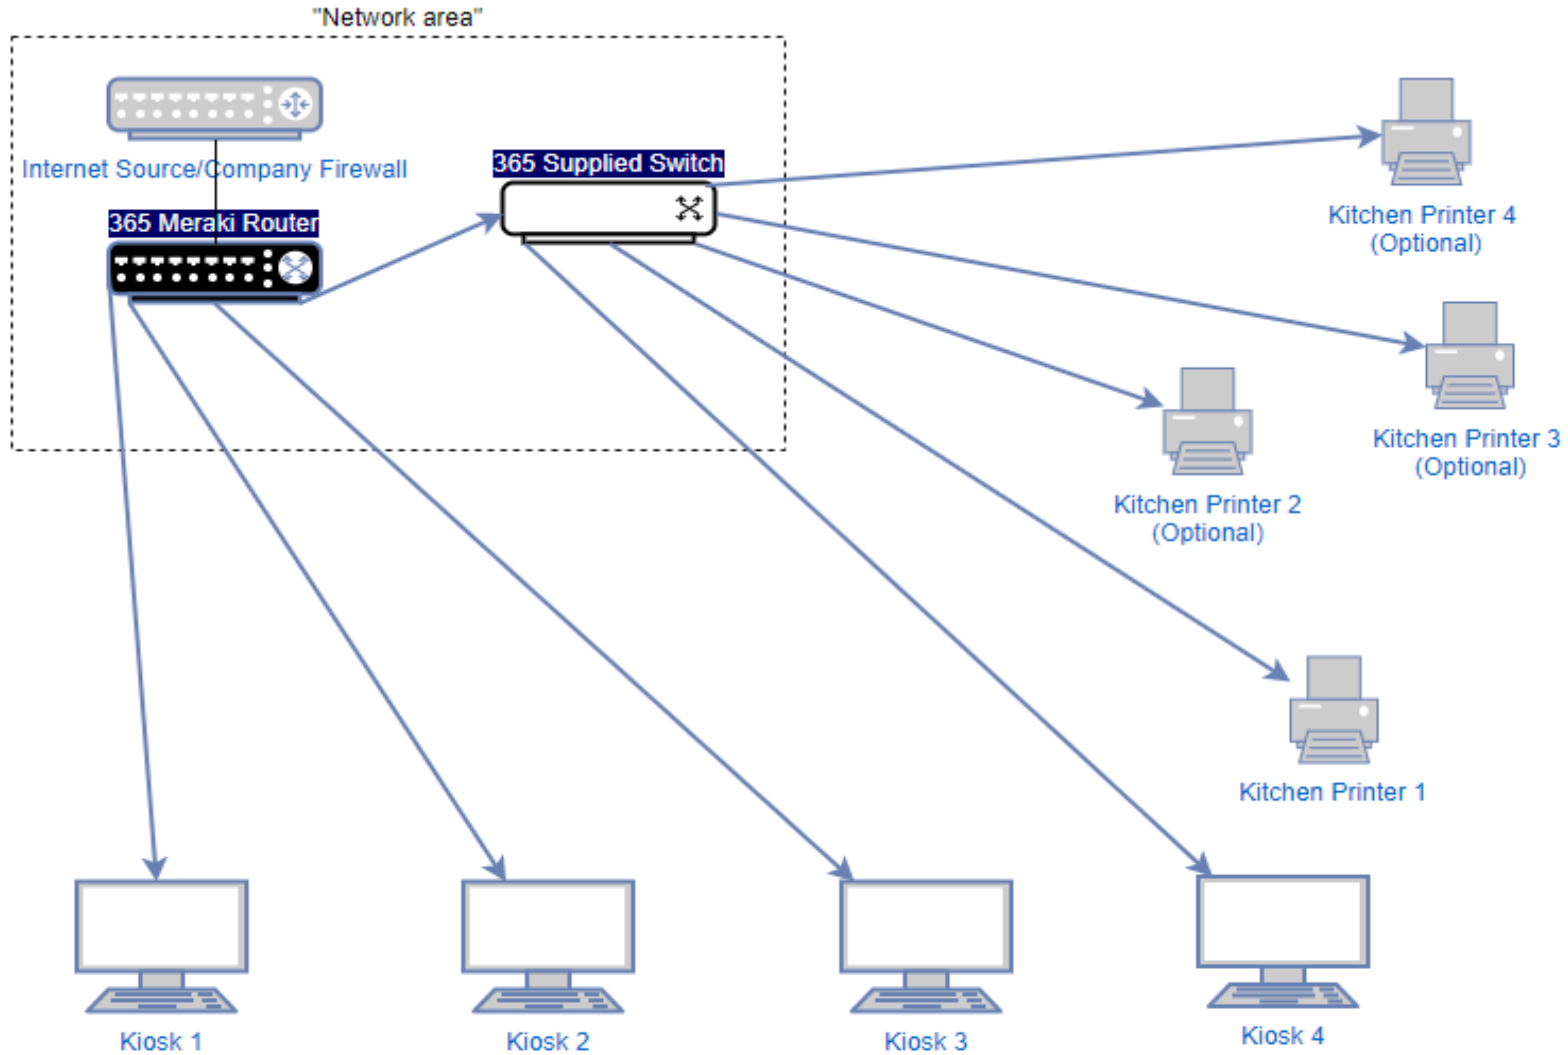 "Network area"
Internet Source/Company Firewall
365 Supplied Switch
365 Meraki Router
Kitchen Printer 4
(Optional)
Kitchen Printer 3
(Optional)
Kitchen Printer 2
(Optional)
Kitchen Printer 1
Kiosk 1
Kiosk 2
Kiosk 3
Kiosk 4